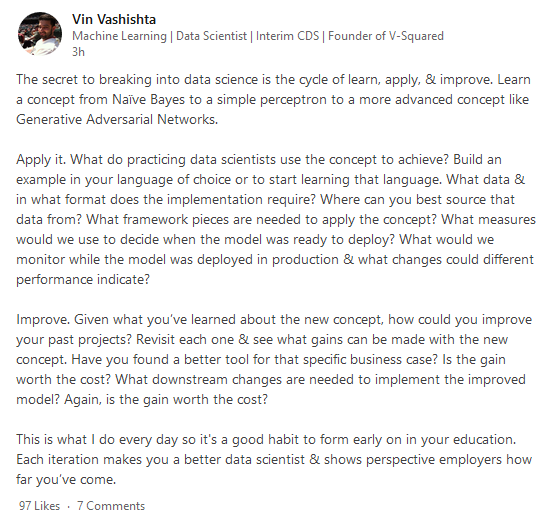 Vin Vashishta
Machine Learning | Data Scientist | Interim CDS | Founder of V-Squared
3h
The secret to breaking into data science is the cycle of learn, apply, & improve. Learn
a concept from Naïve Bayes to a simple perceptron to a more advanced concept like
Generative Adversarial Networks.
Apply it. What do practicing data scientists use the concept to achieve? Build an
example in your language of choice or to start learning that language. What data &
in what format does the implementation require? Where can you best source that
data from? What framework pieces are needed to apply the concept? What measures
would we use to decide when the model was ready to deploy? What would we
monitor while the model was deployed in production & what changes could different
performance indicate?
Improve. Given what you've learned about the new concept, how could you improve
your past projects? Revisit each one & see what gains can be made with the new
concept. Have you found a better tool for that specific business case? Is the gain
worth the cost? What downstream changes are needed to implement the improved
model? Again, is the gain worth the cost?
This is what I do every day so it's a good habit to form early on in your education.
Each iteration makes you a better data scientist & shows perspective employers how
far you've come.
97 Likes · 7 Comments